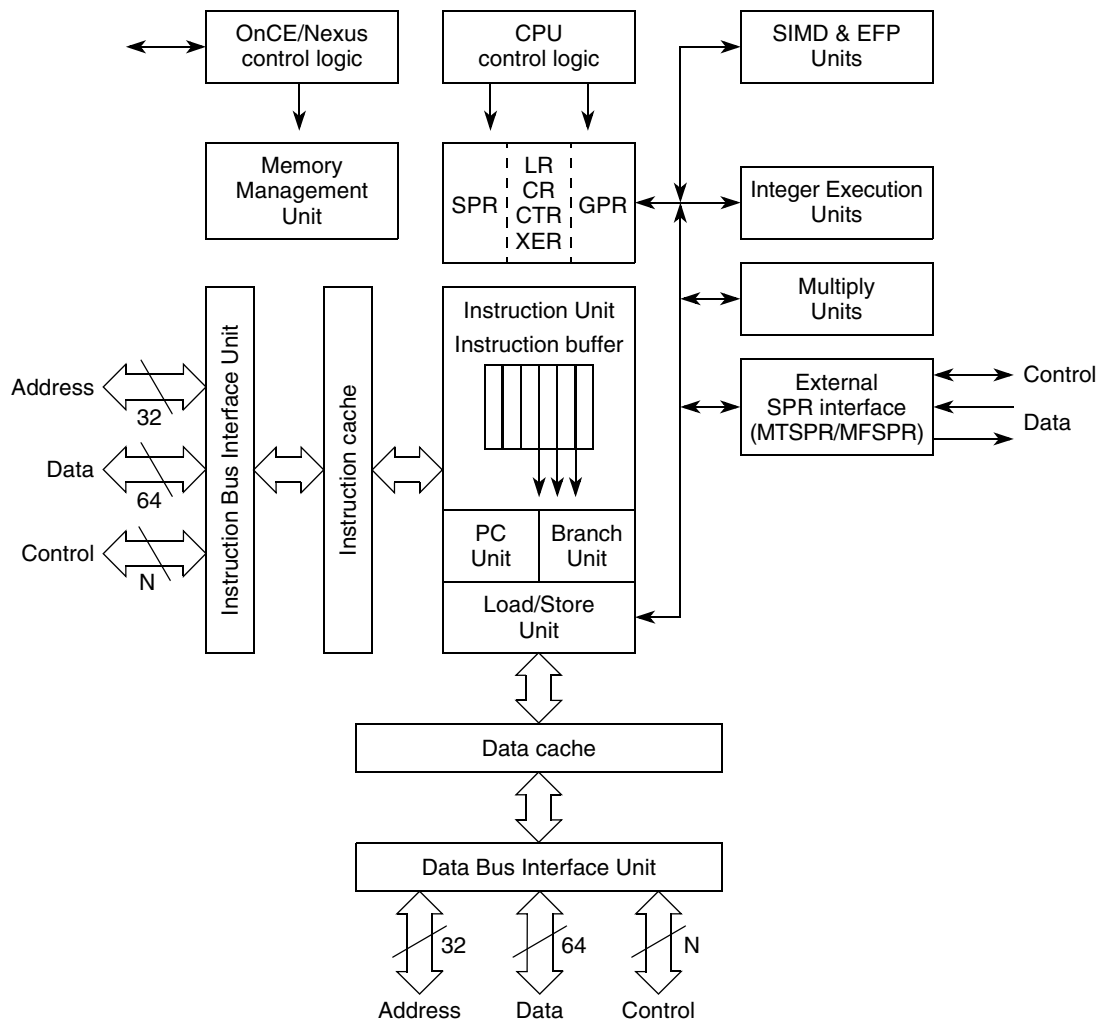 OnCE/Nexus
control logic
CPU
control logic
SIMD & EFP
Units
Memory
Management
Unit
SPR
LR
CR
CTR
XER
GPR
Integer Execution
Units
Multiply
Units
External
SPR interface
(MTSPR/MFSPR)
Control
Data
Address
32
Data
64
Control
N
Instruction Bus Interface Unit
Instruction cache
Instruction Unit
Instruction buffer
PC
Unit
Branch
Unit
Load/Store
Unit
Data cache
Data Bus Interface Unit
32
64
N
Address
Data
Control